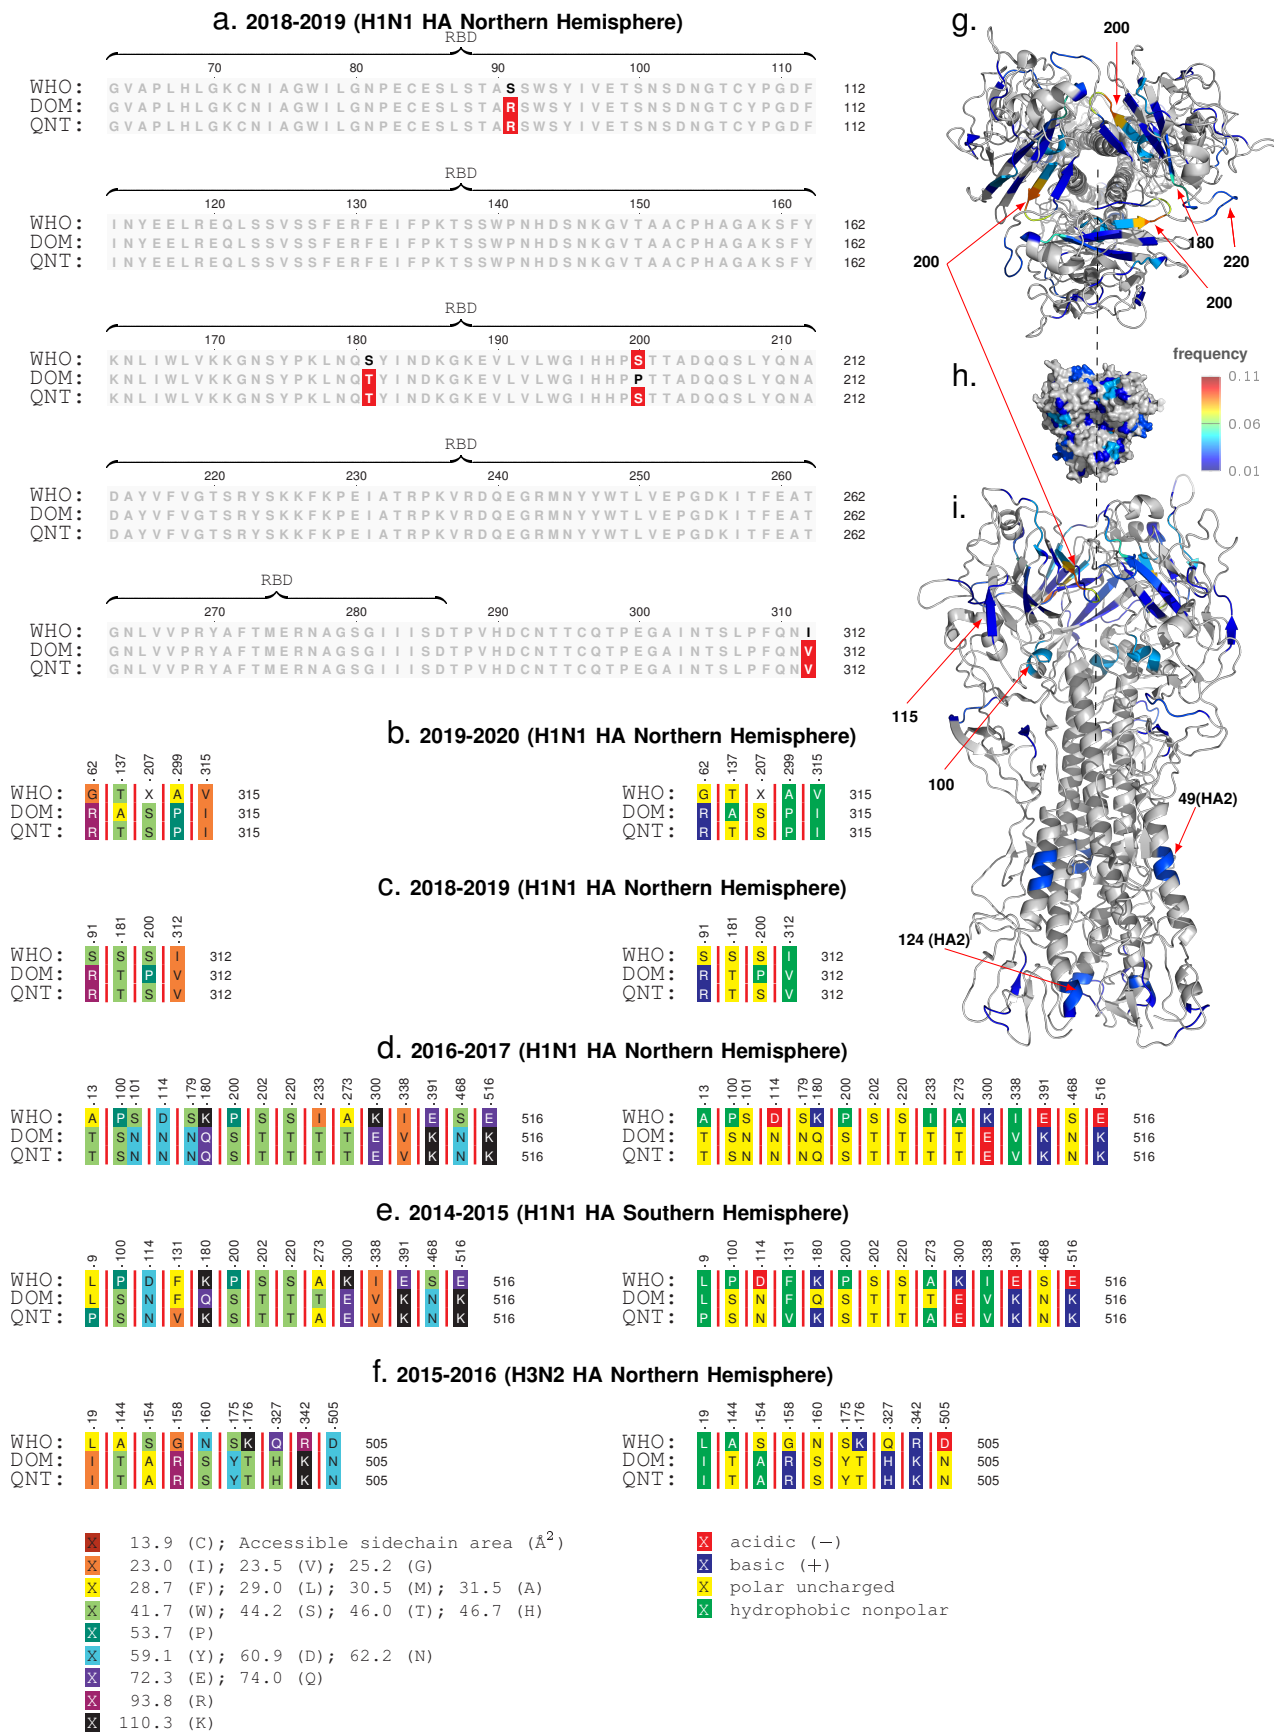 a. 2018-2019 (H1N1 HA Northern Hemisphere)
RBD
70 80 90 100 110
WHO: GVAPLHLGKCNIAGWILGNPECESLSTASSWSYIVETSNSDNGTCYPGDF 112
DOM: GVAPLHLGKCNIAGWILGNPECESLSTARSWSYIVETSNSDNGTCYPGDF 112
QNT: GVAPLHLGKCNIAGWILGNPECESLSTARSWSYIVETSNSDNGTCYPGDF 112
RBD
120 130 140 150 160
WHO: INYEELREQLSSVSSFERFEIFPKTSSWPNHDSNKGVTAACPHAGAKSFY 162
DOM: INYEELREQLSSVSSFERFEIFPKTSSWPNHDSNKGVTAACPHAGAKSFY 162
QNT: INYEELREQLSSVSSFERFEIFPKTSSWPNHDSNKGVTAACPHAGAKSFY 162
RBD
170 180 190 200 210
WHO: KNLIWLVKKGNSYPKLNQSYINDKGKEVLVLWGIHHPSTTADQQSLYQNA 212
DOM: KNLIWLVKKGNSYPKLNQTYINDKGKEVLVLWGIHHPPTTADQQSLYQNA 212
QNT: KNLIWLVKKGNSYPKLNQTYINDKGKEVLVLWGIHHPSTTADQQSLYQNA 212
RBD
220 230 240 250 260
WHO: DAYVFVGTSRYSKKFKPEIATRPKVRDQEGRMNYYWTLVEPGDKITFEAT 262
DOM: DAYVFVGTSRYSKKFKPEIATRPKVRDQEGRMNYYWTLVEPGDKITFEAT 262
QNT: DAYVFVGTSRYSKKFKPEIATRPKVRDQEGRMNYYWTLVEPGDKITFEAT 262
RBD
270 280 290 300 310
WHO: GNLVVPRYAFTMERNAGSGIIISDTPVHDCNTTCQTPEGAINTSLPFQNI 312
DOM: GNLVVPRYAFTMERNAGSGIIISDTPVHDCNTTCQTPEGAINTSLPFQNV 312
QNT: GNLVVPRYAFTMERNAGSGIIISDTPVHDCNTTCQTPEGAINTSLPFQNV 312
b. 2019-2020 (H1N1 HA Northern Hemisphere)
62 137 207 299 315
WHO: G T X A V 315
DOM: R A S P I 315
QNT: R T S P I 315
62 137 207 299 315
WHO: G T X A V 315
DOM: R A S P I 315
QNT: R T S P I 315
c. 2018-2019 (H1N1 HA Northern Hemisphere)
91 181 200 312
WHO: S S S I 312
DOM: R T P V 312
QNT: R T S V 312
91 181 200 312
WHO: S S S I 312
DOM: R T P V 312
QNT: R T S V 312
d. 2016-2017 (H1N1 HA Northern Hemisphere)
13 100 101 114 179 180 200 202 220 233 273 300 338 391 468 516
WHO: A PS D SK P S S I A K I E S E 516
DOM: T SN N NQ S T T T T E V K N K 516
QNT: T SN N NQ S T T T T E V K N K 516
13 100 101 114 179 180 200 202 220 233 273 300 338 391 468 516
WHO: A PS D SK P S S I A K I E S E 516
DOM: T SN N NQ S T T T T E V K N K 516
QNT: T SN N NQ S T T T T E V K N K 516
e. 2014-2015 (H1N1 HA Southern Hemisphere)
9 100 114 131 180 200 202 220 273 300 338 391 468 516
WHO: L P D F K P S S A K I E S E 516
DOM: L S N F Q S T T T E V K N K 516
QNT: P S N V K S T T A E V K N K 516
9 100 114 131 180 200 202 220 273 300 338 391 468 516
WHO: L P D F K P S S A K I E S E 516
DOM: L S N F Q S T T T E V K N K 516
QNT: P S N V K S T T A E V K N K 516
f. 2015-2016 (H3N2 HA Northern Hemisphere)
19 144 154 158 160 175 176 327 342 505
WHO: L A S G N SK Q R D 505
DOM: I T A R S YT H K N 505
QNT: I T A R S YT H K N 505
19 144 154 158 160 175 176 327 342 505
WHO: L A S G N SK Q R D 505
DOM: I T A R S YT H K N 505
QNT: I T A R S YT H K N 505
X 13.9 (C); Accessible sidechain area (Å²)
X 23.0 (I); 23.5 (V); 25.2 (G)
X 28.7 (F); 29.0 (L); 30.5 (M); 31.5 (A)
X 41.7 (W); 44.2 (S); 46.0 (T); 46.7 (H)
X 53.7 (P)
X 59.1 (Y); 60.9 (D); 62.2 (N)
X 72.3 (E); 74.0 (Q)
X 93.8 (R)
X 110.3 (K)
X acidic (−)
X basic (+)
X polar uncharged
X hydrophobic nonpolar
g.
200
180
220
200
200
h.
frequency
0.11
0.06
0.01
i.
115
100
49(HA2)
124 (HA2)